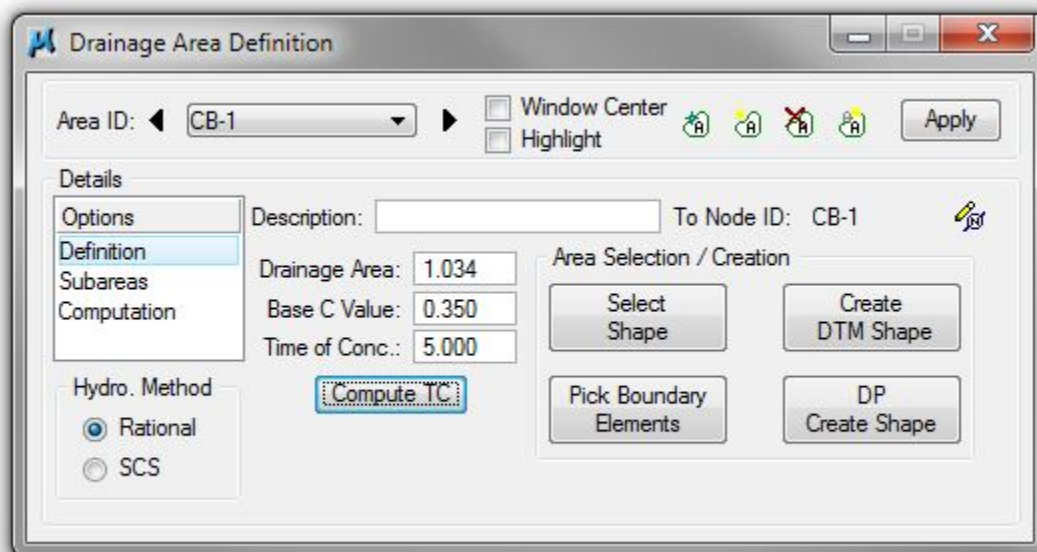 Drainage Area Definition
Area ID: CB-1
Window Center
Highlight
Apply
Details
Options
Definition
Subareas
Computation
Description:
To Node ID: CB-1
Drainage Area: 1.034
Base C Value: 0.350
Time of Conc.: 5.000
Compute TC
Area Selection / Creation
Select
Shape
Create
DTM Shape
Pick Boundary
Elements
DP
Create Shape
Hydro. Method
Rational
SCS